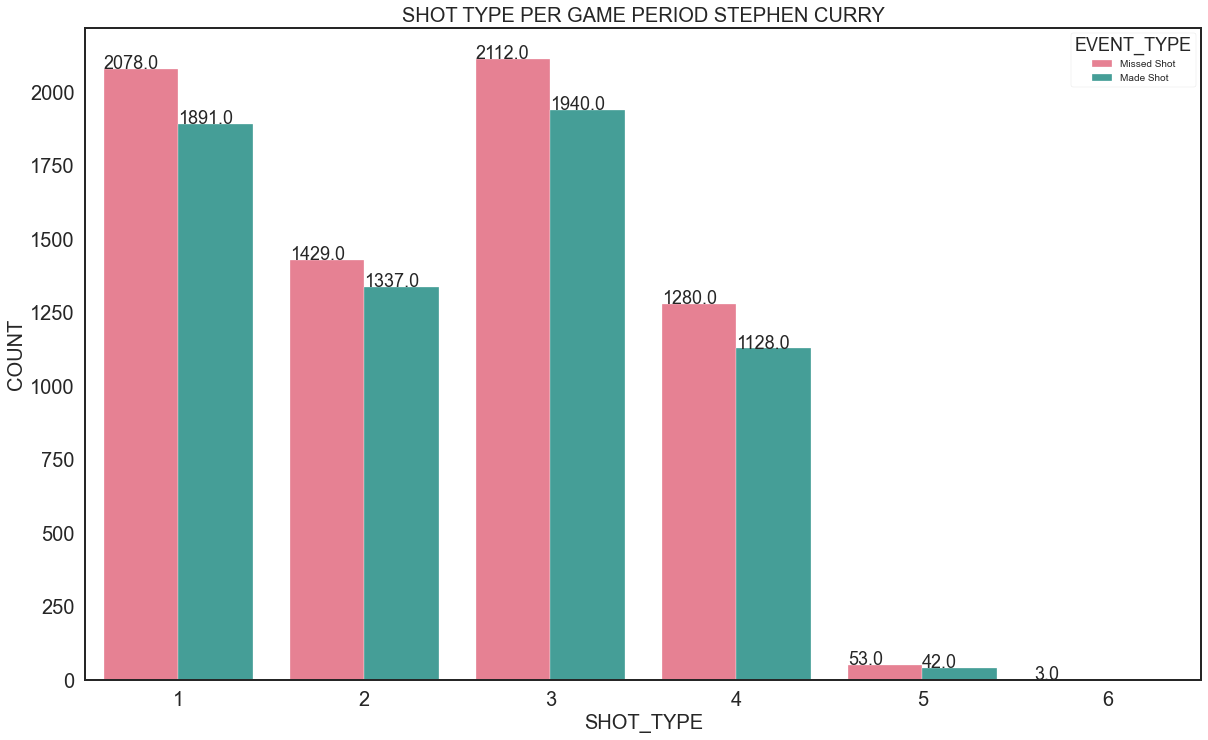 SHOT TYPE PER GAME PERIOD STEPHEN CURRY
EVENT_TYPE
Missed Shot
Made Shot
2078.0
1891.0
1429.0
1337.0
2112.0
1940.0
1280.0
1128.0
53.0
42.0
3.0
2000
1750
1500
1250
1000
750
500
250
0
COUNT
1 2 3 4 5 6
SHOT_TYPE